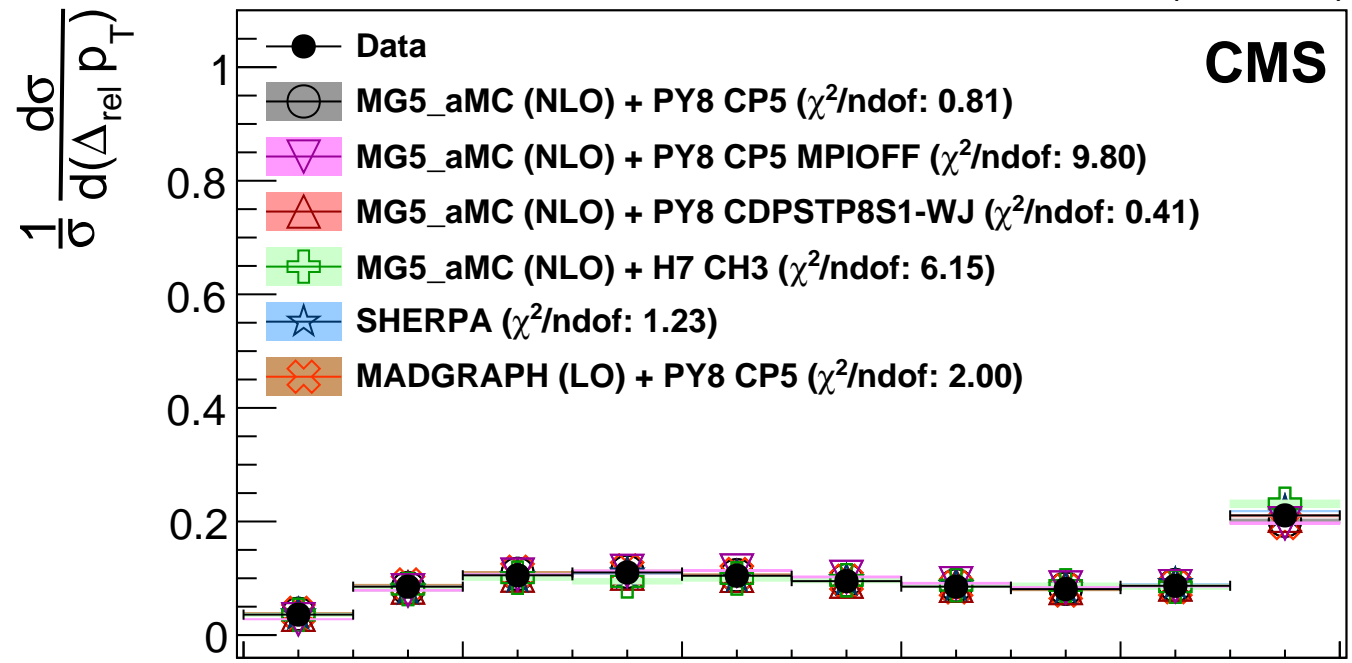 1/σ dσ/d(Δ_rel p_T)
CMS
Data
MG5_aMC (NLO) + PY8 CP5 (χ²/ndof: 0.81)
MG5_aMC (NLO) + PY8 CP5 MPIOFF (χ²/ndof: 9.80)
MG5_aMC (NLO) + PY8 CDPSTP8S1-WJ (χ²/ndof: 0.41)
MG5_aMC (NLO) + H7 CH3 (χ²/ndof: 6.15)
SHERPA (χ²/ndof: 1.23)
MADGRAPH (LO) + PY8 CP5 (χ²/ndof: 2.00)
1
0.8
0.6
0.4
0.2
0